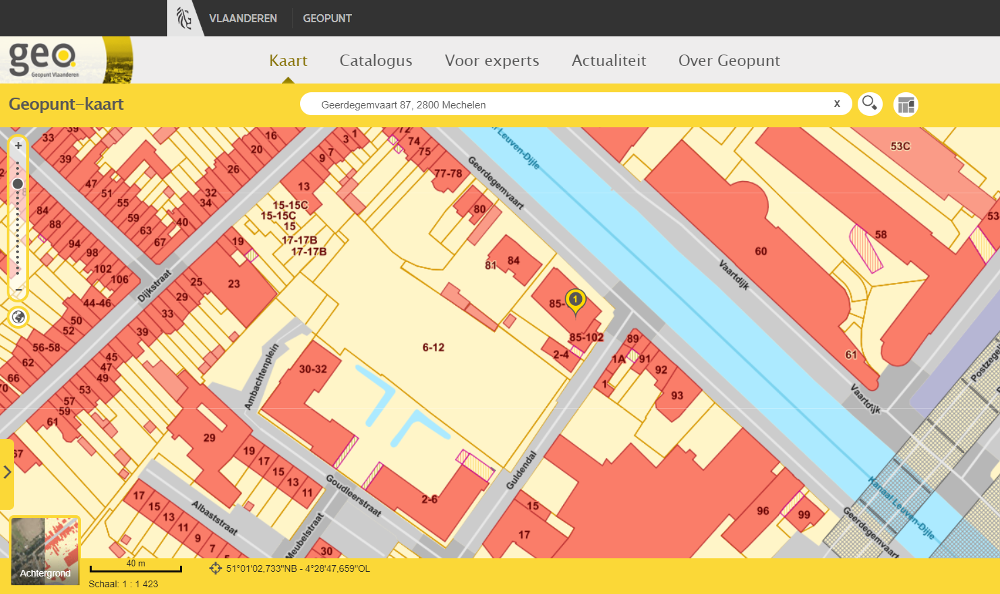 VLAANDEREN
GEOPUNT
geo
Geopunt Vlaanderen
Kaart
Catalogus
Voor experts
Actualiteit
Over Geopunt
Geopunt-kaart
Geerdegemvaart 87, 2800 Mechelen
x
+
−
33
39
39
47
51
55
59
63
67
84
88
94
98
102
106
16
20
26
32
34
40
3
1
7
9
13
15-15C
15-15C
15
17-17B
17-17B
19
23
25
29
33
39
45
47
49
53
57
59
61
67
44-46
50
52
56-58
62
66
70
Dijkstraat
72
74
75
77-78
80
81
84
85-102
89
1A
91
92
93
1
2-4
6-12
30-32
Ambachtenplein
29
19
17
15
13
11
17
15
13
11
9
7
5
30
2-6
15
17
96
99
60
58
61
53C
53
Geerdegemvaart
Leuven-Dijle
Vaartdijk
Vaartdijk
Guldendal
Goudleerstraat
Albaststraat
Meubelstraat
Kanaal Leuven-Dijle
Geerdegemvaart
1
Achtergrond
40 m
Schaal: 1 : 1 423
51°01'02,733"NB - 4°28'47,659"OL